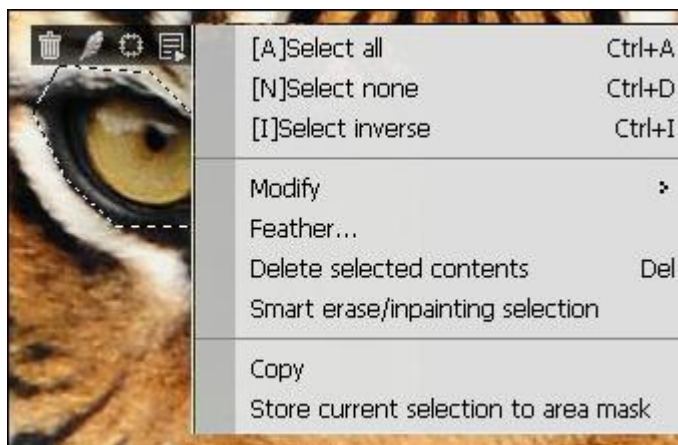 [A]Select all Ctrl+A
[N]Select none Ctrl+D
[I]Select inverse Ctrl+I
Modify
Feather...
Delete selected contents Del
Smart erase/inpainting selection
Copy
Store current selection to area mask